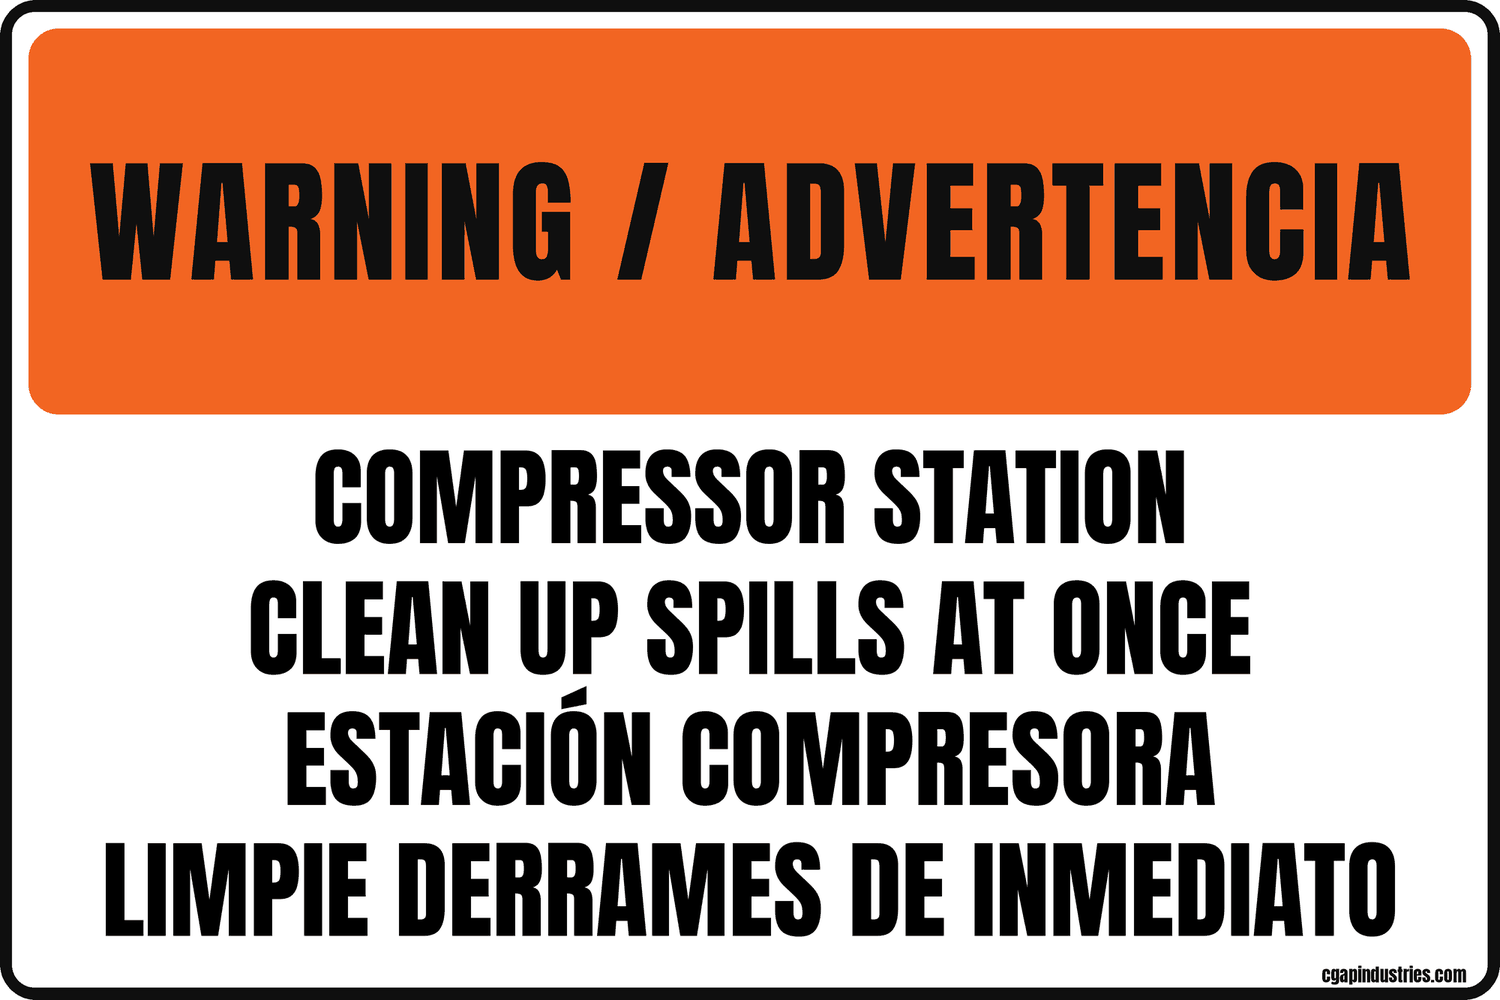 WARNING / ADVERTENCIA
COMPRESSOR STATION
CLEAN UP SPILLS AT ONCE
ESTACIÓN COMPRESORA
LIMPIE DERRAMES DE INMEDIATO
cgapindustries.com